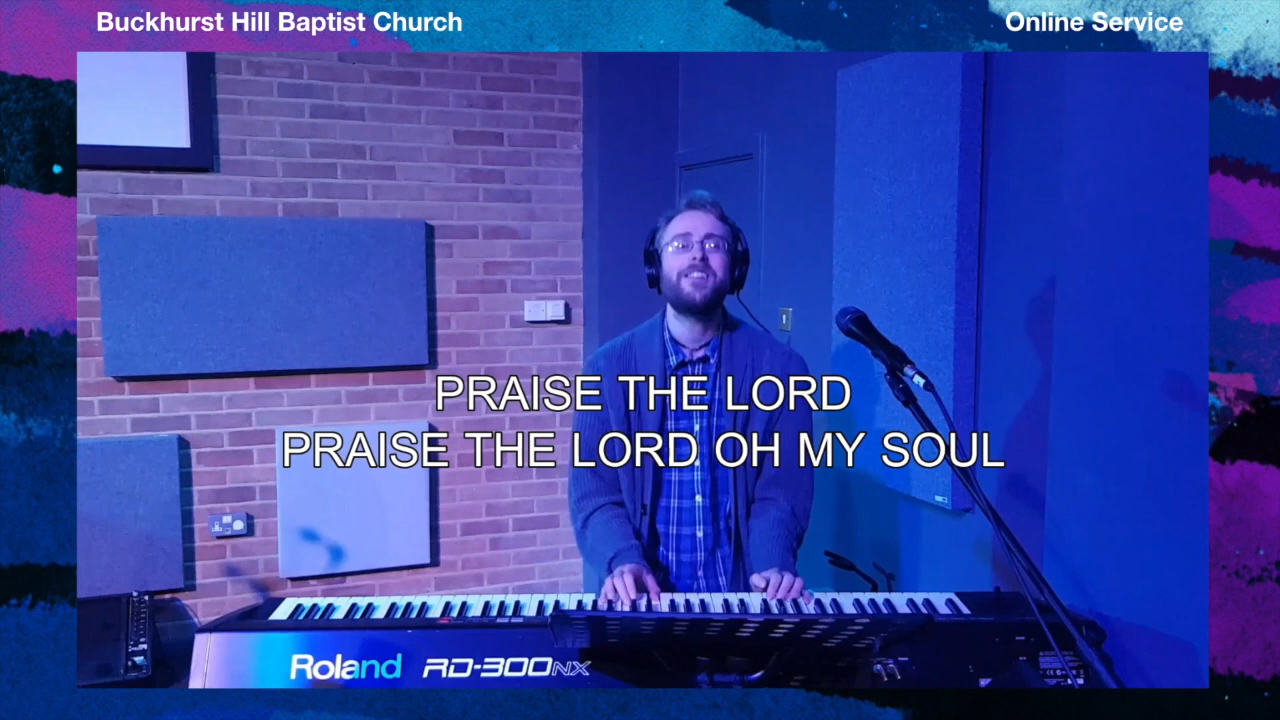 Buckhurst Hill Baptist Church
Online Service
PRAISE THE LORD
PRAISE THE LORD OH MY SOUL
Roland RD-300NX